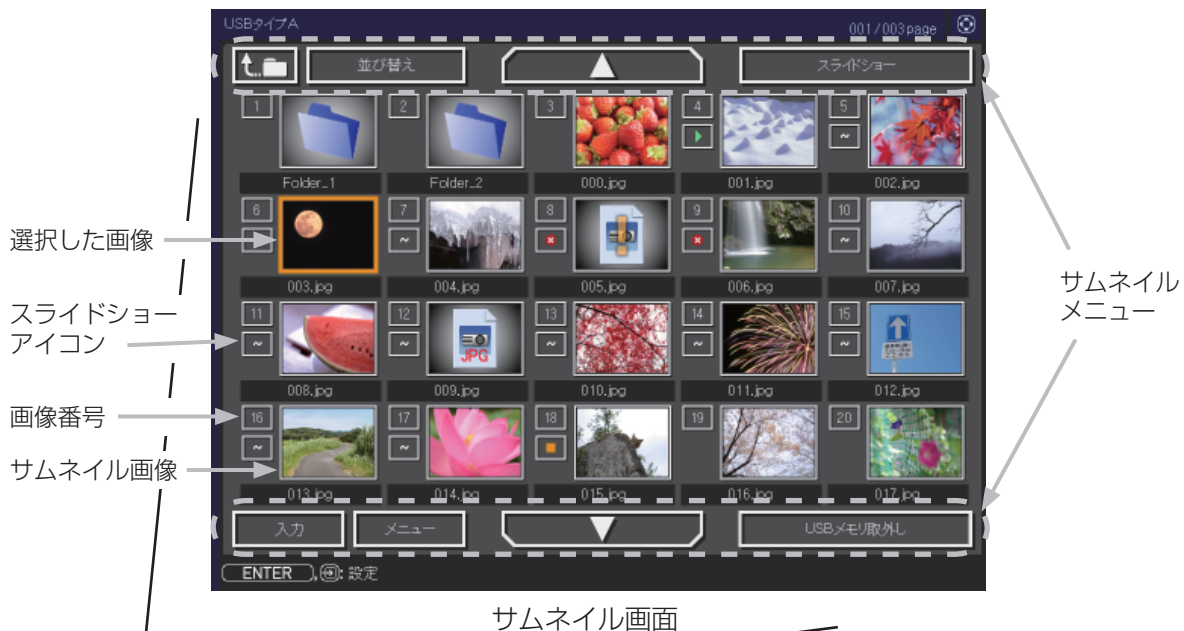 USBタイプA
001/003page
並び替え
スライドショー
1
2
3
4
5
~
Folder_1
Folder_2
000.jpg
001.jpg
002.jpg
6
7
8
9
10
~
~
003.jpg
004.jpg
005.jpg
006.jpg
007.jpg
選択した画像
サムネイル
メニュー
11
12
13
14
15
~
~
~
~
~
JPG
スライドショー
アイコン
008.jpg
009.jpg
010.jpg
011.jpg
012.jpg
16
17
18
19
20
~
~
画像番号
サムネイル画像
013.jpg
014.jpg
015.jpg
016.jpg
017.jpg
入力
メニュー
USBメモリ取外し
ENTER , : 設定
サムネイル画面